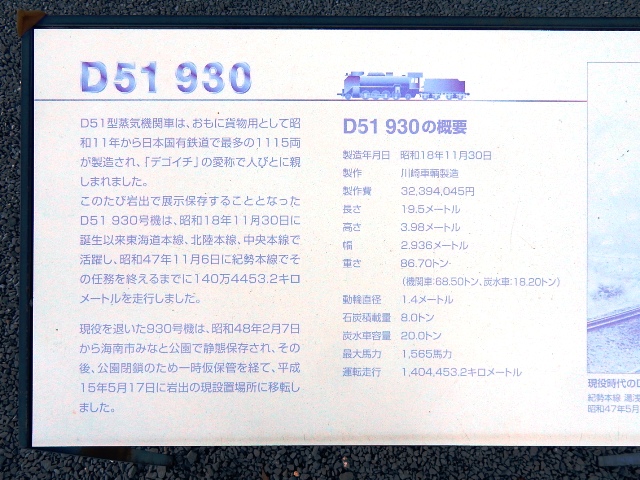 D51 930
D51型蒸気機関車は、おもに貨物用として昭
和11年から日本国有鉄道で最多の1115両
が製造され、「デゴイチ」の愛称で人びとに親
しまれました。
このたび岩出で展示保存することとなった
D51 930号機は、昭和18年11月30日に
誕生以来東海道本線、北陸本線、中央本線で
活躍し、昭和47年11月6日に紀勢本線でそ
の任務を終えるまでに140万4453.2キロ
メートルを走行しました。
現役を退いた930号機は、昭和48年2月7日
から海南市みなと公園で静態保存され、その
後、公園閉鎖のため一時仮保管を経て、平成
15年5月17日に岩出の現設置場所に移転し
ました。
D51 930の概要
製造年月日 昭和18年11月30日
製作 川崎車輌製造
製作費 32,394,045円
長さ 19.5メートル
高さ 3.98メートル
幅 2.936メートル
重さ 86.70トン
(機関車:68.50トン、炭水車:18.20トン)
動輪直径 1.4メートル
石炭積載量 8.0トン
炭水車容量 20.0トン
最大馬力 1,565馬力
運転走行 1,404,453.2キロメートル
現役時代のD
紀勢本線 湯浅
昭和47年5月